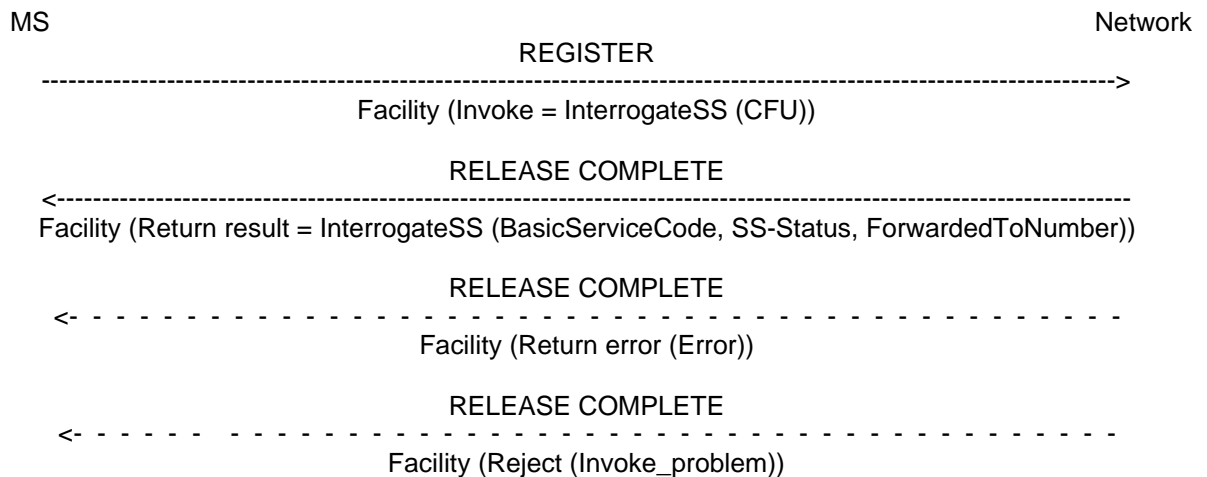 MS Network
REGISTER
Facility (Invoke = InterrogateSS (CFU))
RELEASE COMPLETE
Facility (Return result = InterrogateSS (BasicServiceCode, SS-Status, ForwardedToNumber))
RELEASE COMPLETE
Facility (Return error (Error))
RELEASE COMPLETE
Facility (Reject (Invoke_problem))